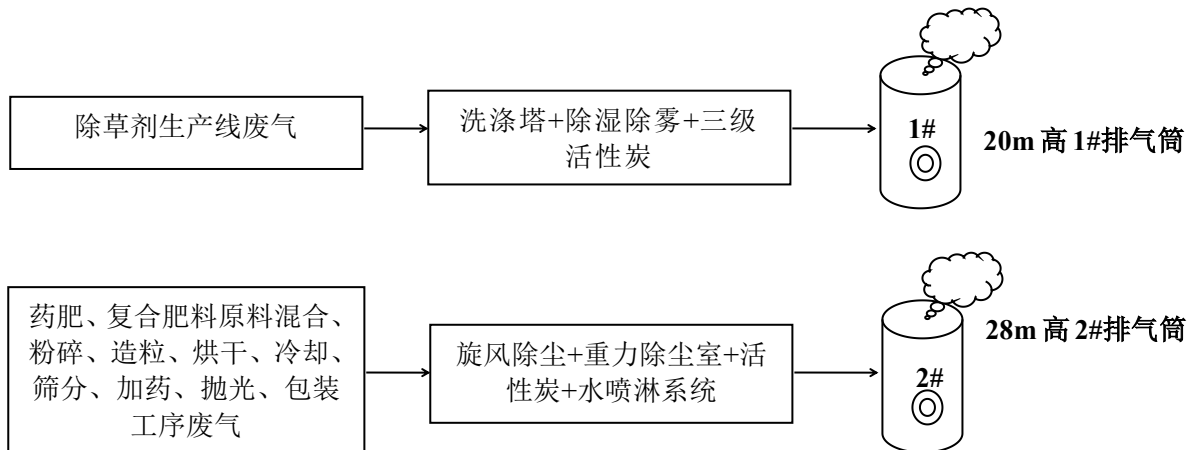 除草剂生产线废气
洗涤塔+除湿除雾+三级
活性炭
1#
20m 高 1#排气筒
药肥、复合肥料原料混合、
粉碎、造粒、烘干、冷却、
筛分、加药、抛光、包装
工序废气
旋风除尘+重力除尘室+活
性炭+水喷淋系统
2#
28m 高 2#排气筒